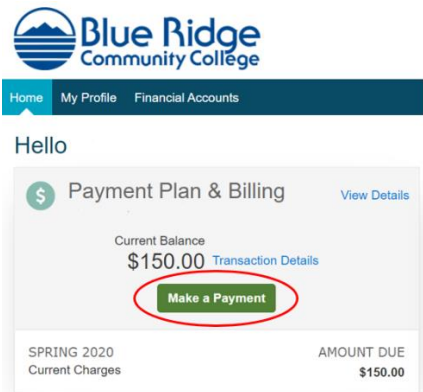 Blue Ridge
Community College
Home My Profile Financial Accounts
Hello
$ Payment Plan & Billing View Details
Current Balance
$150.00 Transaction Details
Make a Payment
SPRING 2020 AMOUNT DUE
Current Charges $150.00